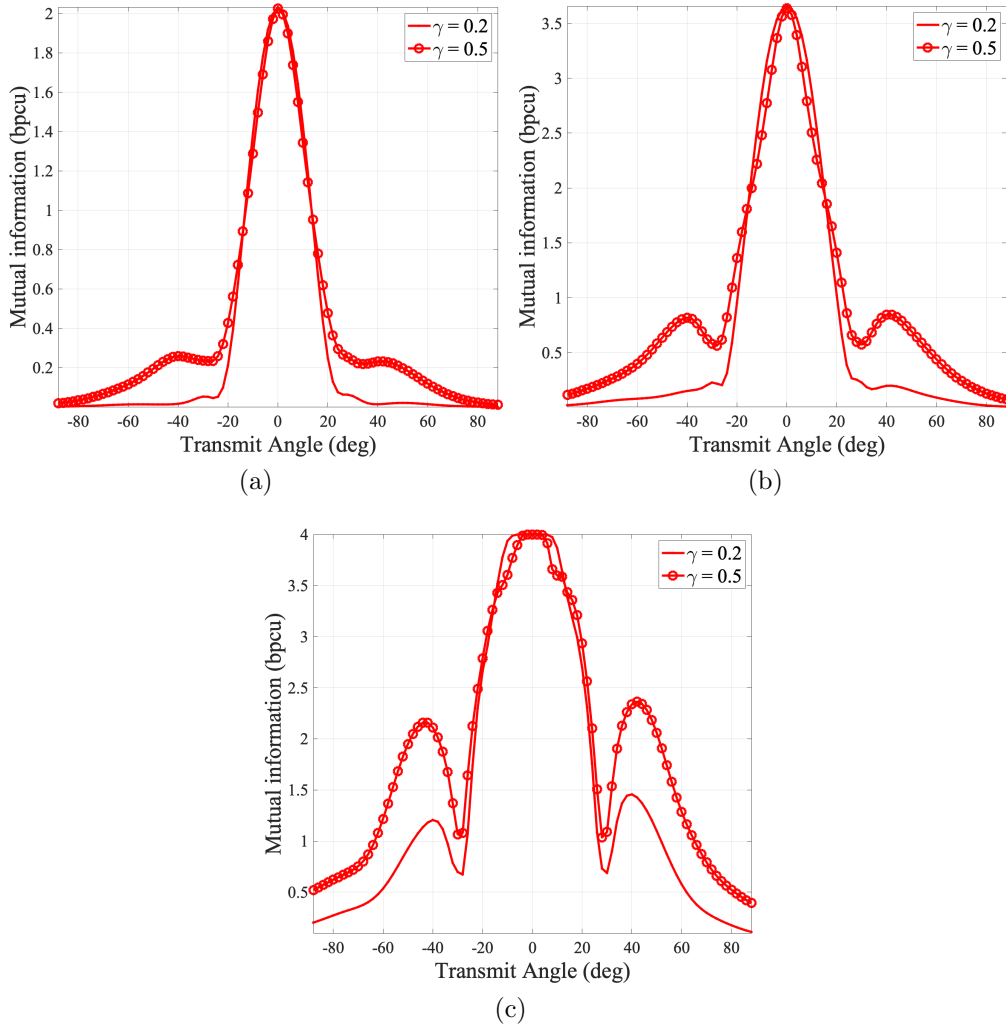 2
1.8
1.6
1.4
1.2
1
0.8
0.6
0.4
0.2
Mutual information (bpcu)
-80 -60 -40 -20 0 20 40 60 80
Transmit Angle (deg)
γ = 0.2
γ = 0.5
(a)
3.5
3
2.5
2
1.5
1
0.5
Mutual information (bpcu)
-80 -60 -40 -20 0 20 40 60 80
Transmit Angle (deg)
γ = 0.2
γ = 0.5
(b)
4
3.5
3
2.5
2
1.5
1
0.5
Mutual information (bpcu)
-80 -60 -40 -20 0 20 40 60 80
Transmit Angle (deg)
γ = 0.2
γ = 0.5
(c)